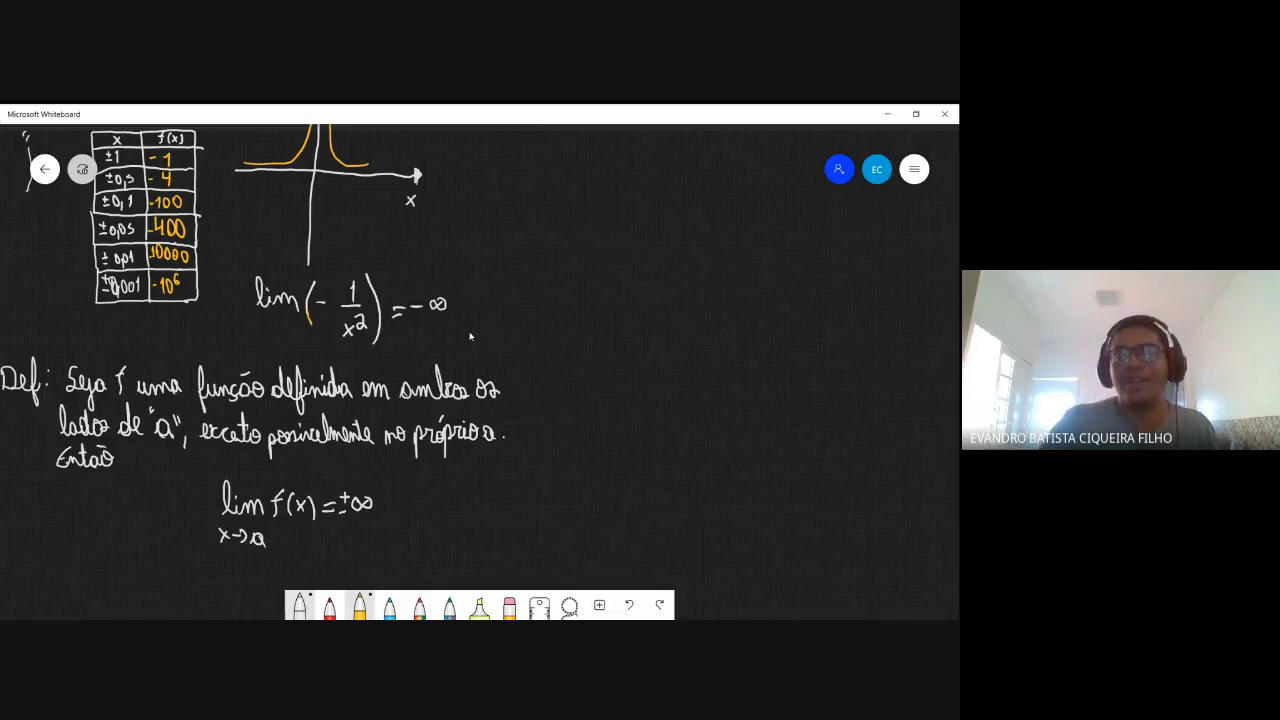 Microsoft Whiteboard
x f(x)
±1 -1
±0,5 -4
±0,1 -100
±0,05 -400
±0,01 -10000
±0,001 -10⁶
x
EC
lim (- 1/x²) = -∞
Def: Seja f uma função definida em ambos os
lados de "a", exceto possivelmente no próprio a.
Então
lim f(x) = ±∞
x→a
EVANDRO BATISTA CIQUEIRA FILHO